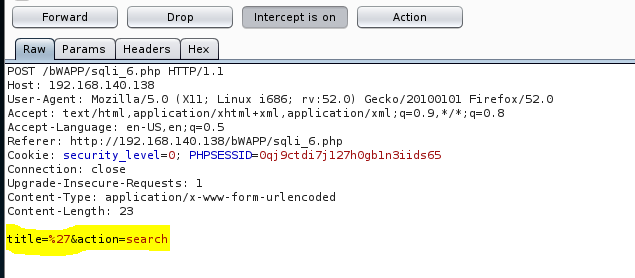 Forward Drop Intercept is on Action
Raw Params Headers Hex
POST /bWAPP/sqli_6.php HTTP/1.1
Host: 192.168.140.138
User-Agent: Mozilla/5.0 (X11; Linux i686; rv:52.0) Gecko/20100101 Firefox/52.0
Accept: text/html,application/xhtml+xml,application/xml;q=0.9,*/*;q=0.8
Accept-Language: en-US,en;q=0.5
Referer: http://192.168.140.138/bWAPP/sqli_6.php
Cookie: security_level=0; PHPSESSID=0qj9ctdi7j127h0gb1n3iids65
Connection: close
Upgrade-Insecure-Requests: 1
Content-Type: application/x-www-form-urlencoded
Content-Length: 23
title=%27&action=search